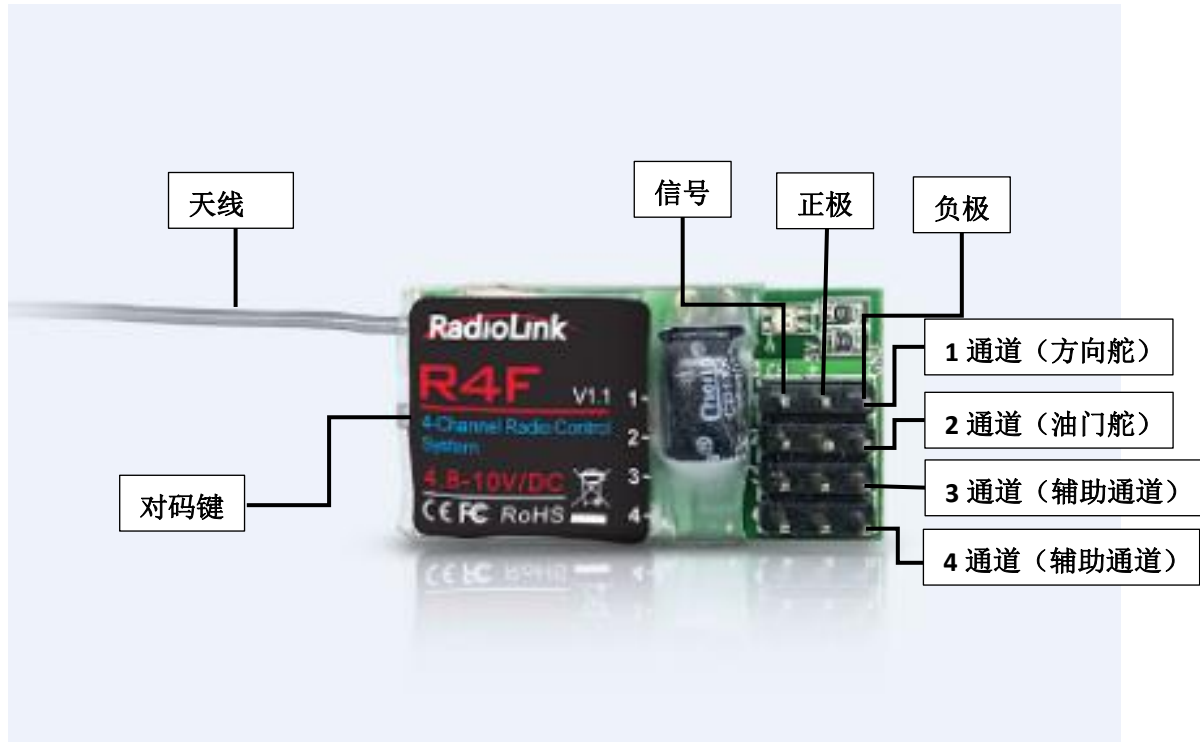 天线
信号
正极
负极
1 通道（方向舵）
2 通道（油门舵）
3 通道（辅助通道）
4 通道（辅助通道）
对码键
RadioLink
R4F V1.1
4-Channel Radio Control
System
4.8-10V/DC
CE FC RoHS
1-
2-
3-
4-